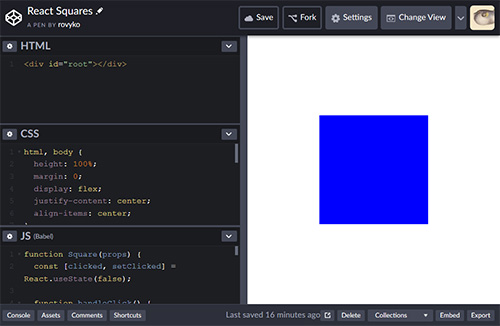 React Squares
A PEN BY rovyko
Save
Fork
Settings
Change View
HTML
1 <div id="root"></div>
CSS
1 html, body {
2 height: 100%;
3 margin: 0;
4 display: flex;
5 justify-content: center;
6 align-items: center;
JS (Babel)
1 function Square(props) {
2 const [clicked, setClicked] =
React.useState(false);
3
4 function handleClick() {
Console Assets Comments Shortcuts Last saved 16 minutes ago Delete Collections Embed Export